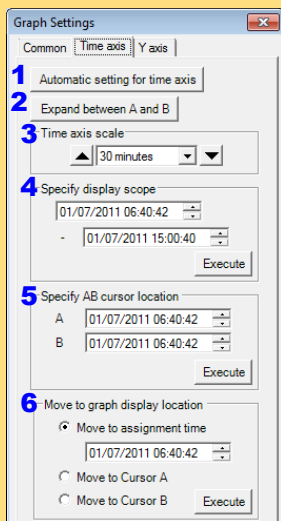 Graph Settings
Common Time axis Y axis
1 Automatic setting for time axis
2 Expand between A and B
3 Time axis scale
30 minutes
4 Specify display scope
01/07/2011 06:40:42
- 01/07/2011 15:00:40
Execute
5 Specify AB cursor location
A 01/07/2011 06:40:42
B 01/07/2011 06:40:42
Execute
6 Move to graph display location
Move to assignment time
01/07/2011 06:40:42
Move to Cursor A
Move to Cursor B Execute